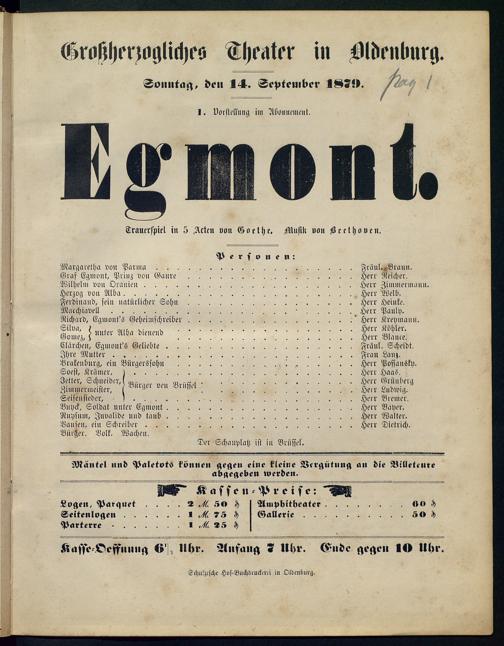 Großherzogliches Theater in Oldenburg.
Sonntag, den 14. September 1879.
pag 1
1. Vorstellung im Abonnement.
Egmont.
Trauerspiel in 5 Acten von Goethe. Musik von Beethoven.
Personen:
Margaretha von Parma Fräul. Braun.
Graf Egmont, Prinz von Gaure Herr Reicher.
Wilhelm von Oranien Herr Zimmermann.
Herzog von Alba Herr Welb.
Ferdinand, sein natürlicher Sohn Herr Henke.
Macchiavell Herr Pauly.
Richard, Egmont's Geheimschreiber Herr Kreymann.
Silva, Herr Köhler.
Gomez, unter Alba dienend Herr Blance.
Clärchen, Egmont's Geliebte Fräul. Scheidt.
Ihre Mutter Frau Lanz.
Brakenburg, ein Bürgerssohn Herr Possansky.
Soest, Krämer, Herr Haas.
Jetter, Schneider, Bürger von Brüssel Herr Grünberg
Zimmermeister, Herr Ludwig.
Seifensieder, Herr Bremer.
Buyck, Soldat unter Egmont Herr Bayer.
Ruysum, Invalide und taub Herr Walter.
Vansen, ein Schreiber Herr Dietrich.
Bürger. Volk. Wachen.
Der Schauplatz ist in Brüssel.
Mäntel und Paletots können gegen eine kleine Vergütung an die Billeteure
abgegeben werden.
Kassen-Preise:
Logen, Parquet 2 M. 50 ₰
Seitenlogen 1 M. 75 ₰
Parterre 1 M. 25 ₰
Amphitheater 60 ₰
Gallerie 50 ₰
Kasse-Oeffnung 6½ Uhr. Anfang 7 Uhr. Ende gegen 10 Uhr.
Schulzesche Hof-Buchdruckerei in Oldenburg.